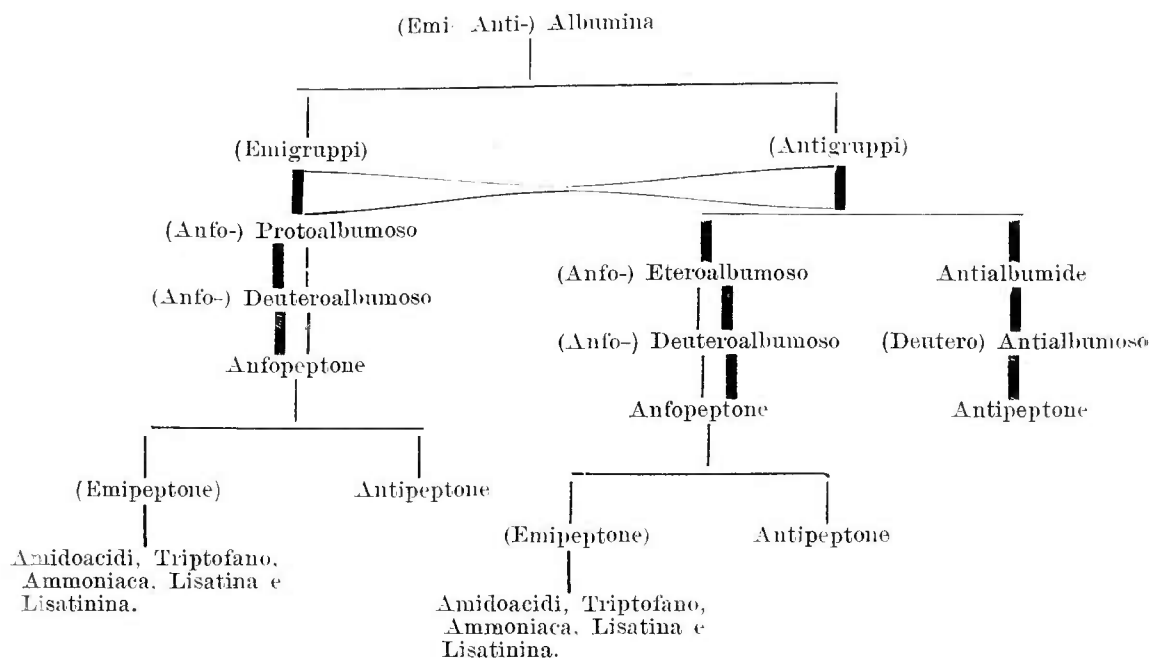 (Emi- Anti-) Albumina
(Emigruppi) (Antigruppi)
(Anfo-) Protoalbumoso
(Anfo-) Eteroalbumoso Antialbumide
(Anfo-) Deuteroalbumoso
(Anfo-) Deuteroalbumoso (Deutero) Antialbumoso
Anfopeptone
Anfopeptone Antipeptone
(Emipeptone) Antipeptone
(Emipeptone) Antipeptone
Amidoacidi, Triptofano,
Ammoniaca, Lisatina e
Lisatinina.
Amidoacidi, Triptofano,
Ammoniaca, Lisatina e
Lisatinina.